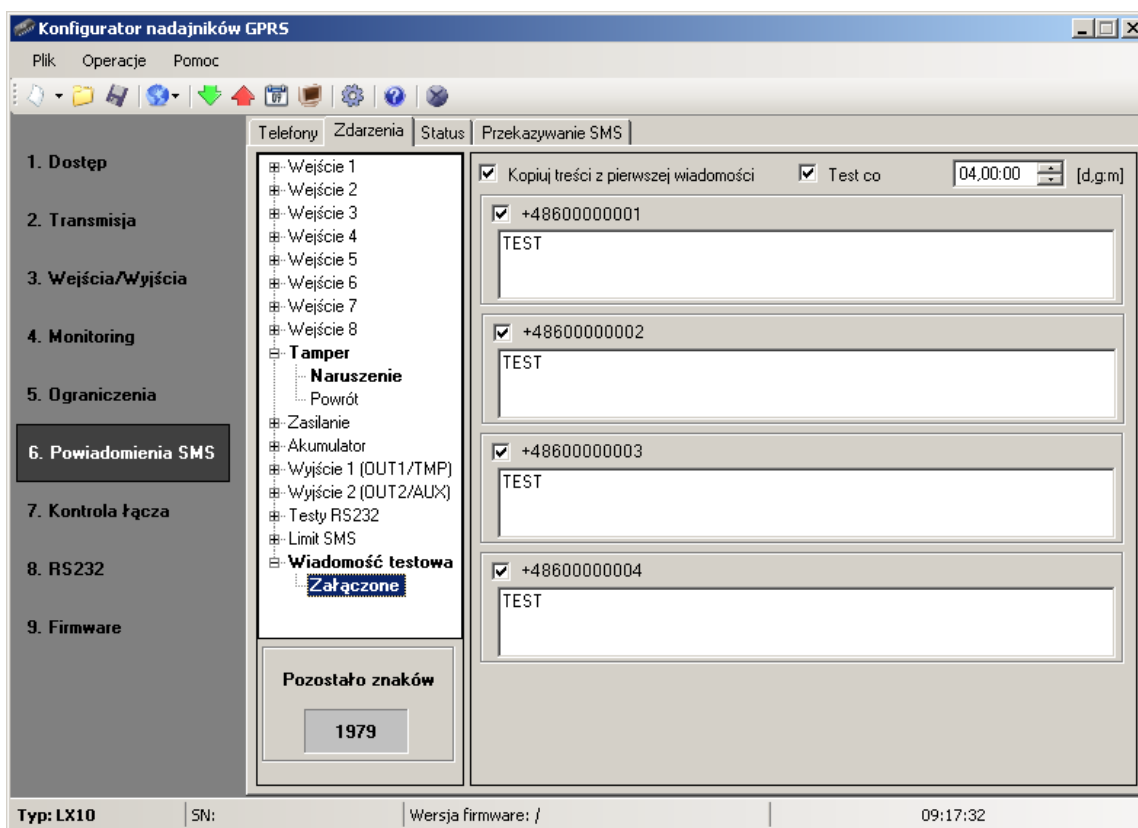 Konfigurator nadajników GPRS
Plik Operacje Pomoc
Telefony Zdarzenia Status Przekazywanie SMS
1. Dostęp
2. Transmisja
3. Wejścia/Wyjścia
4. Monitoring
5. Ograniczenia
6. Powiadomienia SMS
7. Kontrola łącza
8. RS232
9. Firmware
Wejście 1
Wejście 2
Wejście 3
Wejście 4
Wejście 5
Wejście 6
Wejście 7
Wejście 8
Tamper
Naruszenie
Powrót
Zasilanie
Akumulator
Wyjście 1 (OUT1/TMP)
Wyjście 2 (OUT2/AUX)
Testy RS232
Limit SMS
Wiadomość testowa
Załączone
Pozostało znaków
1979
Kopiuj treści z pierwszej wiadomości Test co 04,00:00 [d,g:m]
+48600000001
TEST
+48600000002
TEST
+48600000003
TEST
+48600000004
TEST
Typ: LX10 SN: Wersja firmware: / 09:17:32